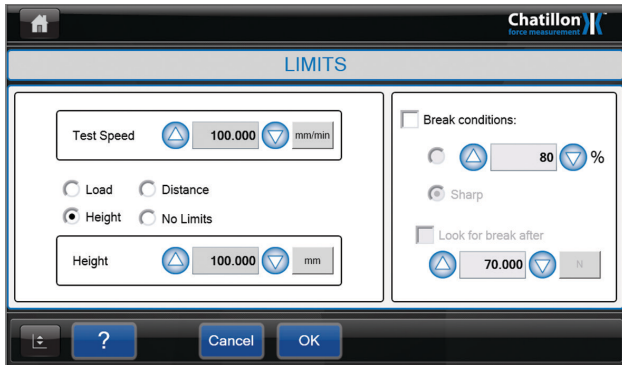 Chatillon
force measurement
LIMITS
Test Speed 100.000 mm/min
Load Distance
Height No Limits
Height 100.000 mm
Break conditions:
80 %
Sharp
Look for break after
70.000 N
? Cancel OK